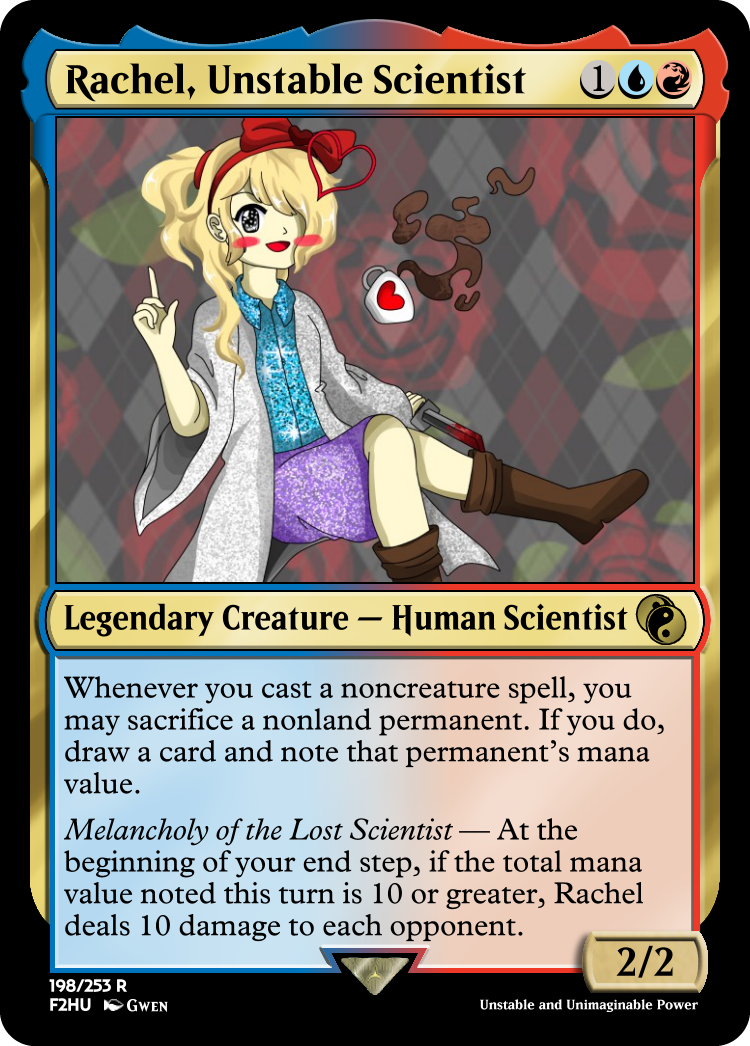 Rachel, Unstable Scientist 1
Legendary Creature — Human Scientist
Whenever you cast a noncreature spell, you
may sacrifice a nonland permanent. If you do,
draw a card and note that permanent’s mana
value.
Melancholy of the Lost Scientist — At the
beginning of your end step, if the total mana
value noted this turn is 10 or greater, Rachel
deals 10 damage to each opponent.
2/2
198/253 R
F2HU Gwen
Unstable and Unimaginable Power